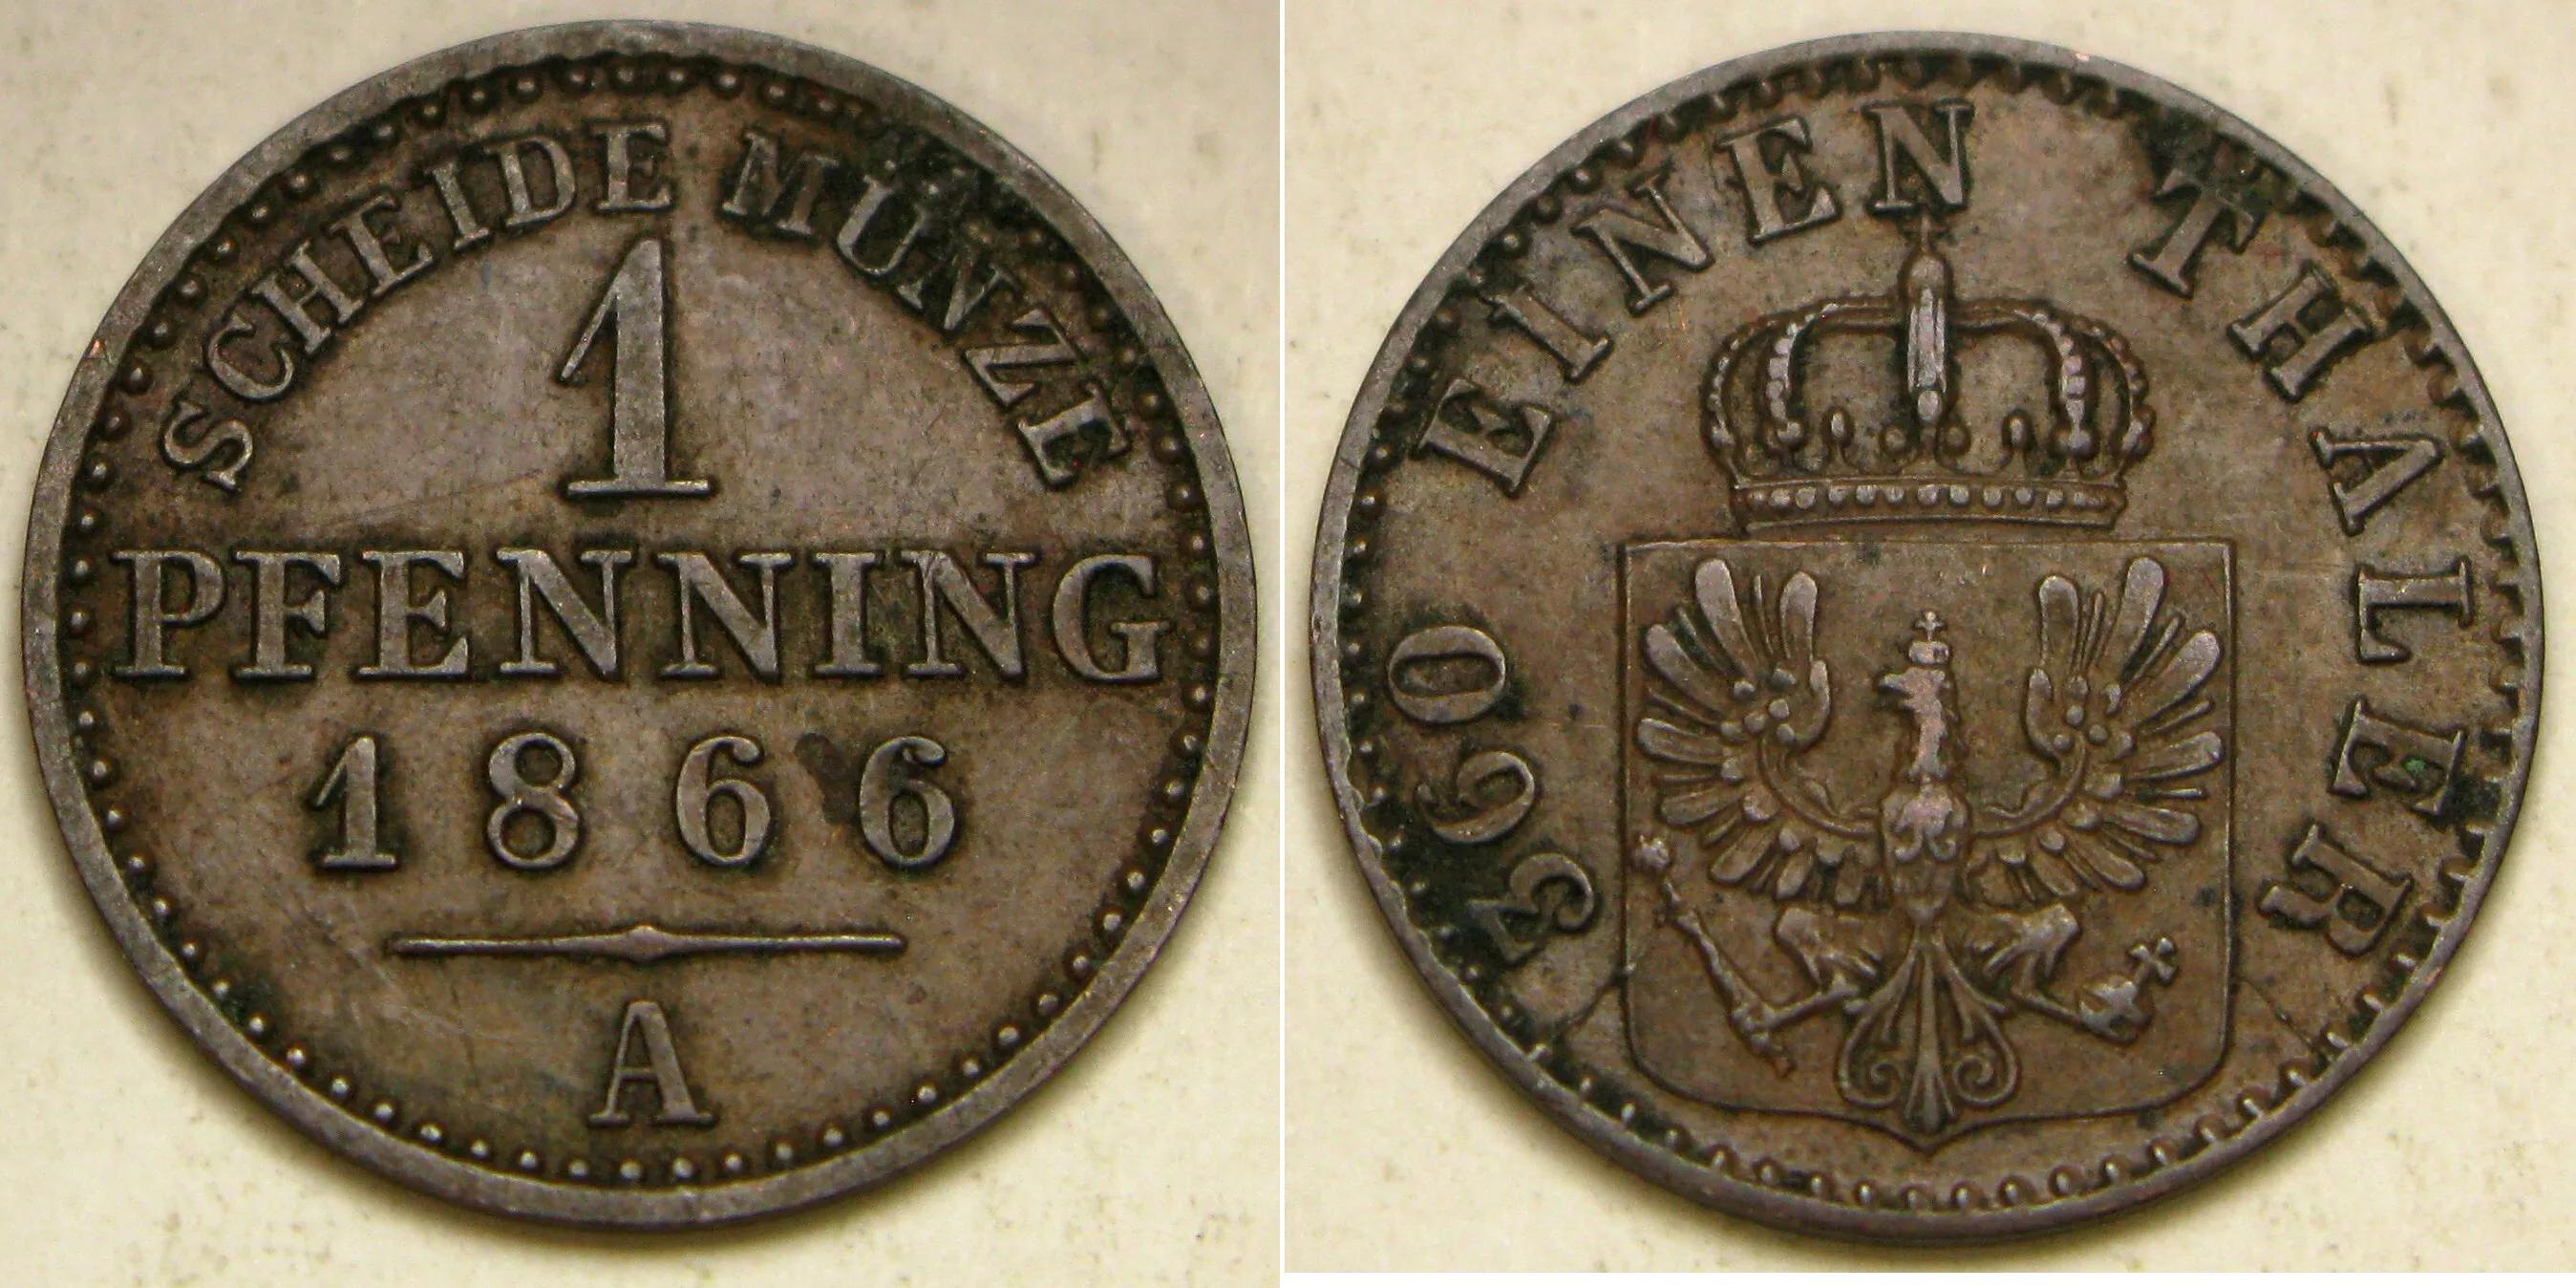 SCHEIDE MÜNZE
1
PFENNING
1866
A
360 EINEN THALER